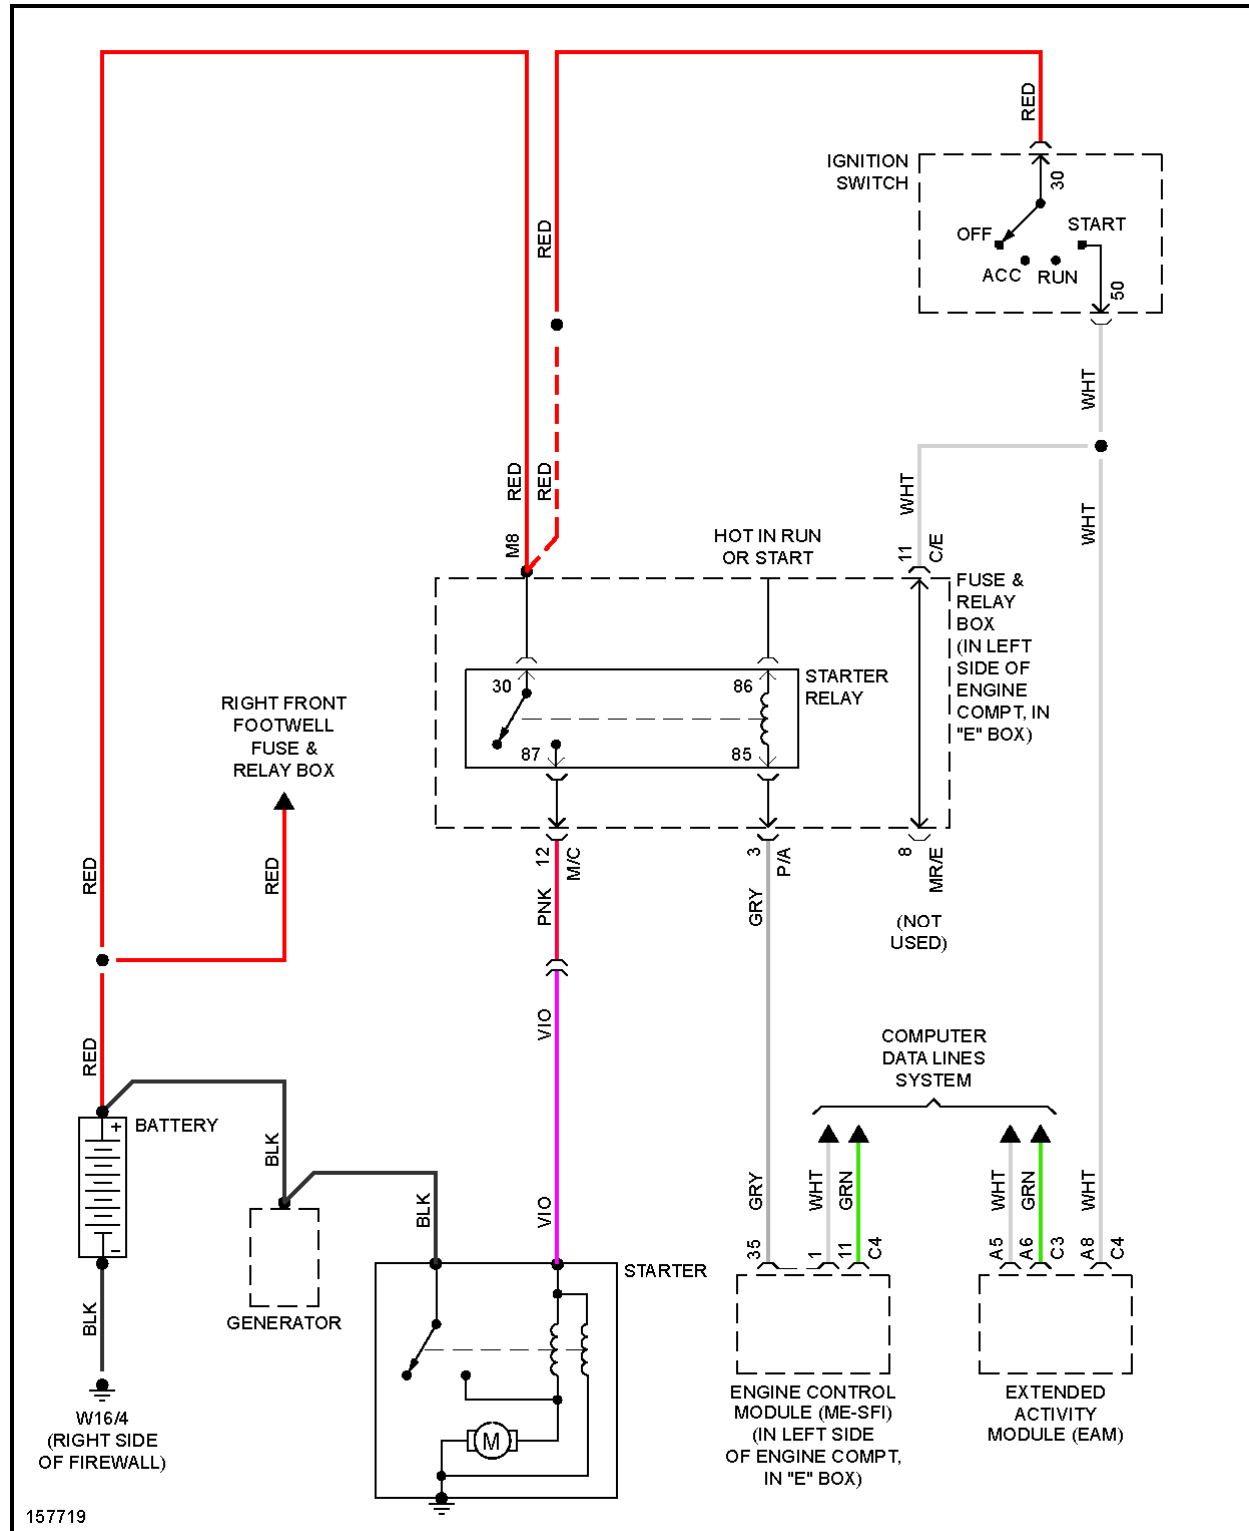 RED
IGNITION
SWITCH
30
OFF
START
ACC
RUN
50
RED
WHT
RED
RED
M8
WHT
WHT
HOT IN RUN
OR START
11
C/E
FUSE &
RELAY
BOX
(IN LEFT
SIDE OF
ENGINE
COMPT, IN
"E" BOX)
30
86
STARTER
RELAY
87
85
RIGHT FRONT
FOOTWELL
FUSE &
RELAY BOX
RED
RED
12
M/C
3
P/A
8
MR/E
PNK
GRY
(NOT
USED)
RED
VIO
COMPUTER
DATA LINES
SYSTEM
+
-
BATTERY
BLK
BLK
VIO
GRY
WHT
GRN
WHT
GRN
WHT
35
1
11
C4
A5
A6
C3
A8
C4
BLK
GENERATOR
STARTER
M
W16/4
(RIGHT SIDE
OF FIREWALL)
ENGINE CONTROL
MODULE (ME-SFI)
(IN LEFT SIDE
OF ENGINE COMPT,
IN "E" BOX)
EXTENDED
ACTIVITY
MODULE (EAM)
157719